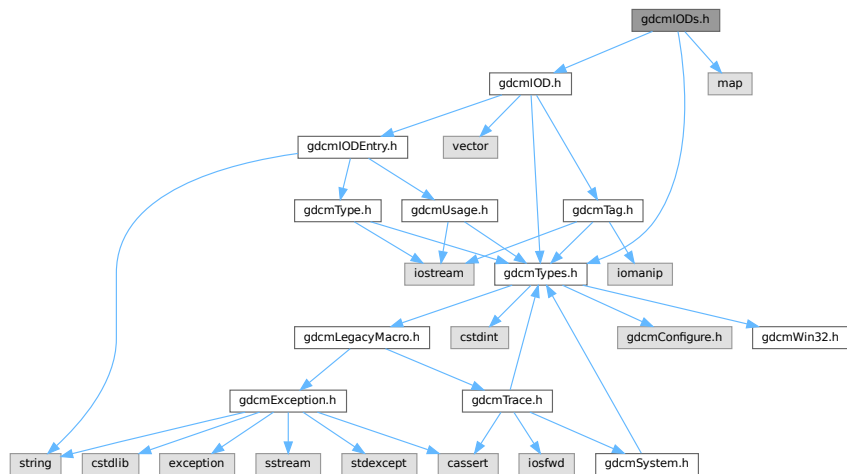 gdcmIODs.h
gdcmIOD.h
map
gdcmIODEntry.h
vector
gdcmType.h
gdcmUsage.h
gdcmTag.h
iostream
gdcmTypes.h
iomanip
gdcmLegacyMacro.h
cstdint
gdcmConfigure.h
gdcmWin32.h
gdcmException.h
gdcmTrace.h
string
cstdlib
exception
sstream
stdexcept
cassert
iosfwd
gdcmSystem.h